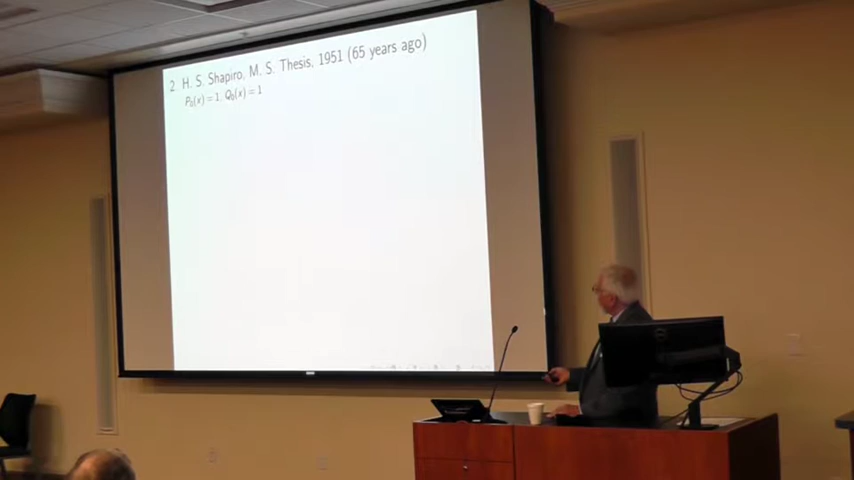 2. H. S. Shapiro, M. S. Thesis, 1951 (65 years ago)
P₀(x) = 1, Q₀(x) = 1